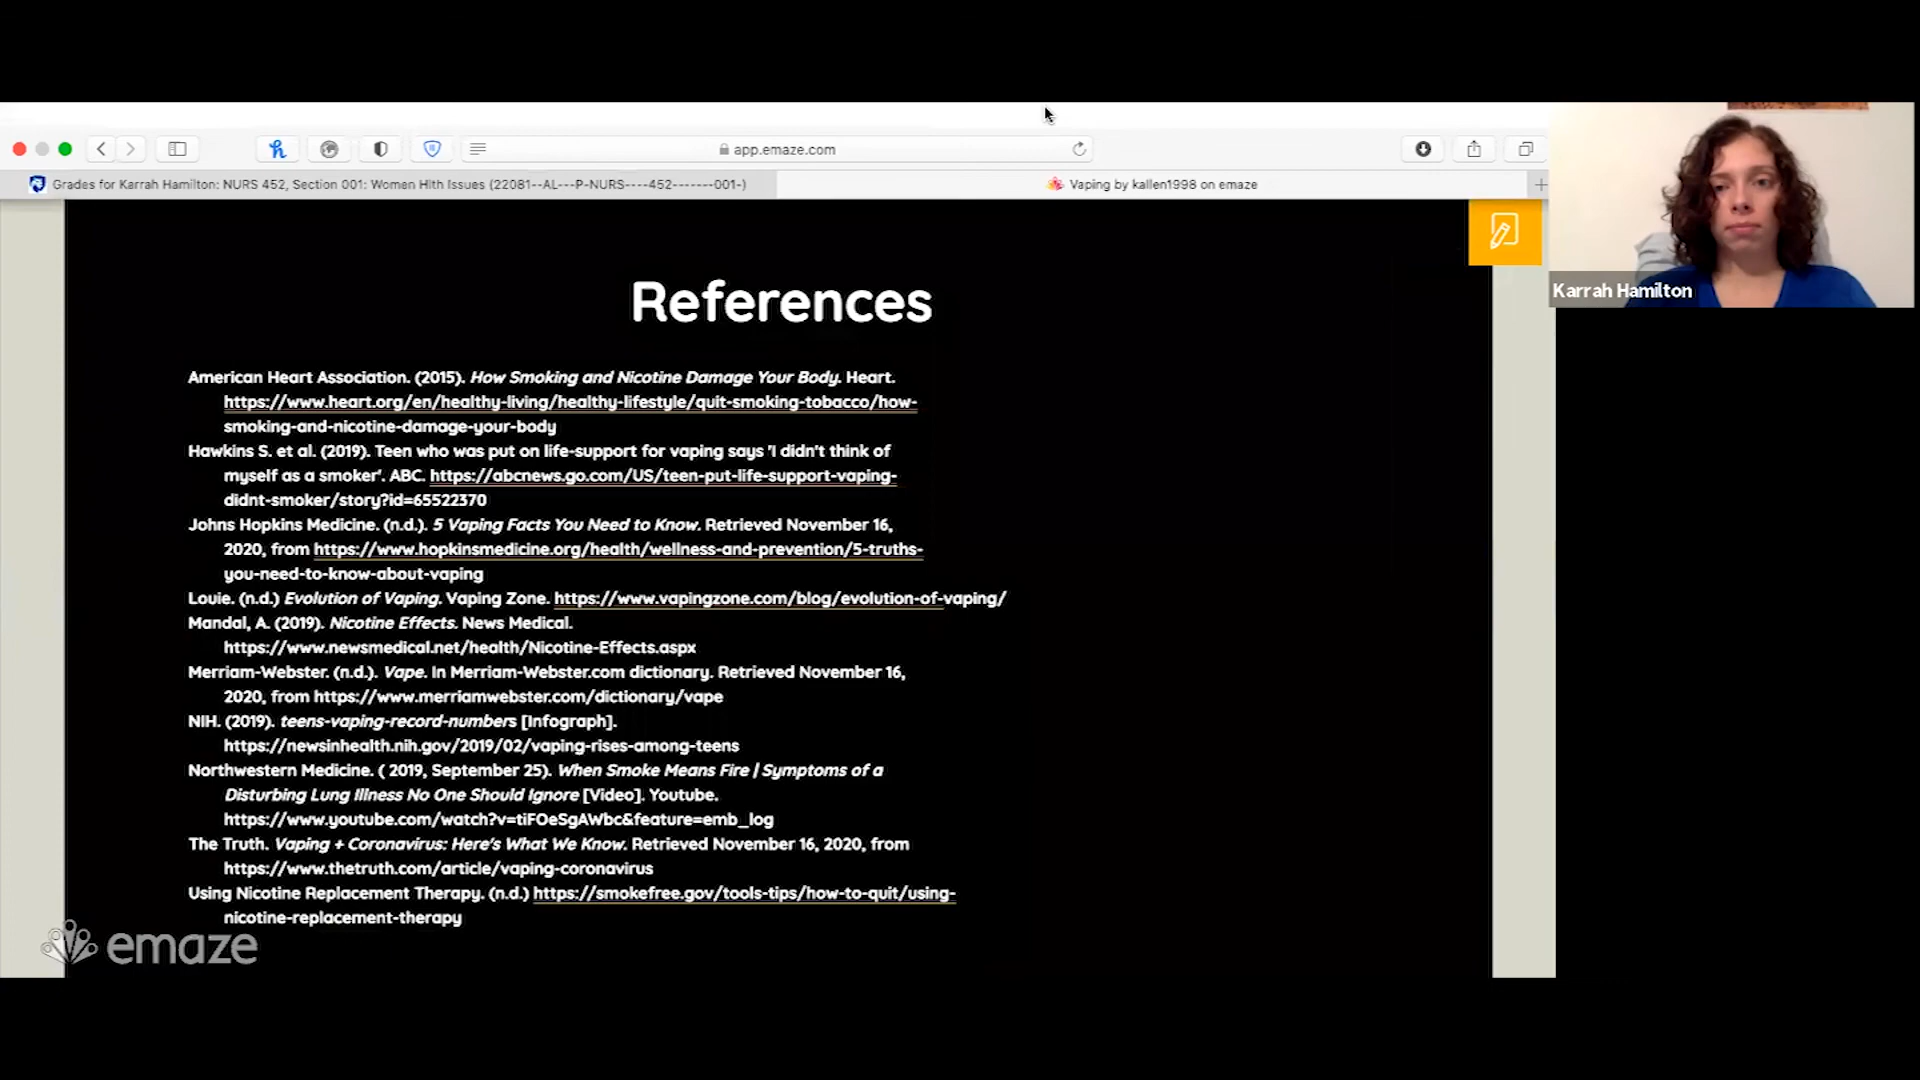 app.emaze.com
Grades for Karrah Hamilton: NURS 452, Section 001: Women Hlth Issues (22081--AL---P-NURS----452-------001-)
Vaping by kallen1998 on emaze
Karrah Hamilton
References
American Heart Association. (2015). How Smoking and Nicotine Damage Your Body. Heart.
https://www.heart.org/en/healthy-living/healthy-lifestyle/quit-smoking-tobacco/how-
smoking-and-nicotine-damage-your-body
Hawkins S. et al. (2019). Teen who was put on life-support for vaping says 'I didn't think of
myself as a smoker'. ABC. https://abcnews.go.com/US/teen-put-life-support-vaping-
didnt-smoker/story?id=65522370
Johns Hopkins Medicine. (n.d.). 5 Vaping Facts You Need to Know. Retrieved November 16,
2020, from https://www.hopkinsmedicine.org/health/wellness-and-prevention/5-truths-
you-need-to-know-about-vaping
Louie. (n.d.) Evolution of Vaping. Vaping Zone. https://www.vapingzone.com/blog/evolution-of-vaping/
Mandal, A. (2019). Nicotine Effects. News Medical.
https://www.newsmedical.net/health/Nicotine-Effects.aspx
Merriam-Webster. (n.d.). Vape. In Merriam-Webster.com dictionary. Retrieved November 16,
2020, from https://www.merriamwebster.com/dictionary/vape
NIH. (2019). teens-vaping-record-numbers [Infograph].
https://newsinhealth.nih.gov/2019/02/vaping-rises-among-teens
Northwestern Medicine. ( 2019, September 25). When Smoke Means Fire | Symptoms of a
Disturbing Lung Illness No One Should Ignore [Video]. Youtube.
https://www.youtube.com/watch?v=tiFOeSgAWbc&feature=emb_log
The Truth. Vaping + Coronavirus: Here's What We Know. Retrieved November 16, 2020, from
https://www.thetruth.com/article/vaping-coronavirus
Using Nicotine Replacement Therapy. (n.d.) https://smokefree.gov/tools-tips/how-to-quit/using-
nicotine-replacement-therapy
emaze